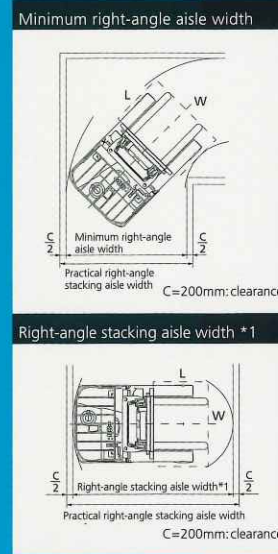 Minimum right-angle aisle width
L
W
C/2
Minimum right-angle
aisle width
C/2
Practical right-angle
stacking aisle width
C=200mm: clearance
Right-angle stacking aisle width *1
L
W
C/2
Right-angle stacking aisle width*1
C/2
Practical right-angle stacking aisle width
C=200mm: clearance